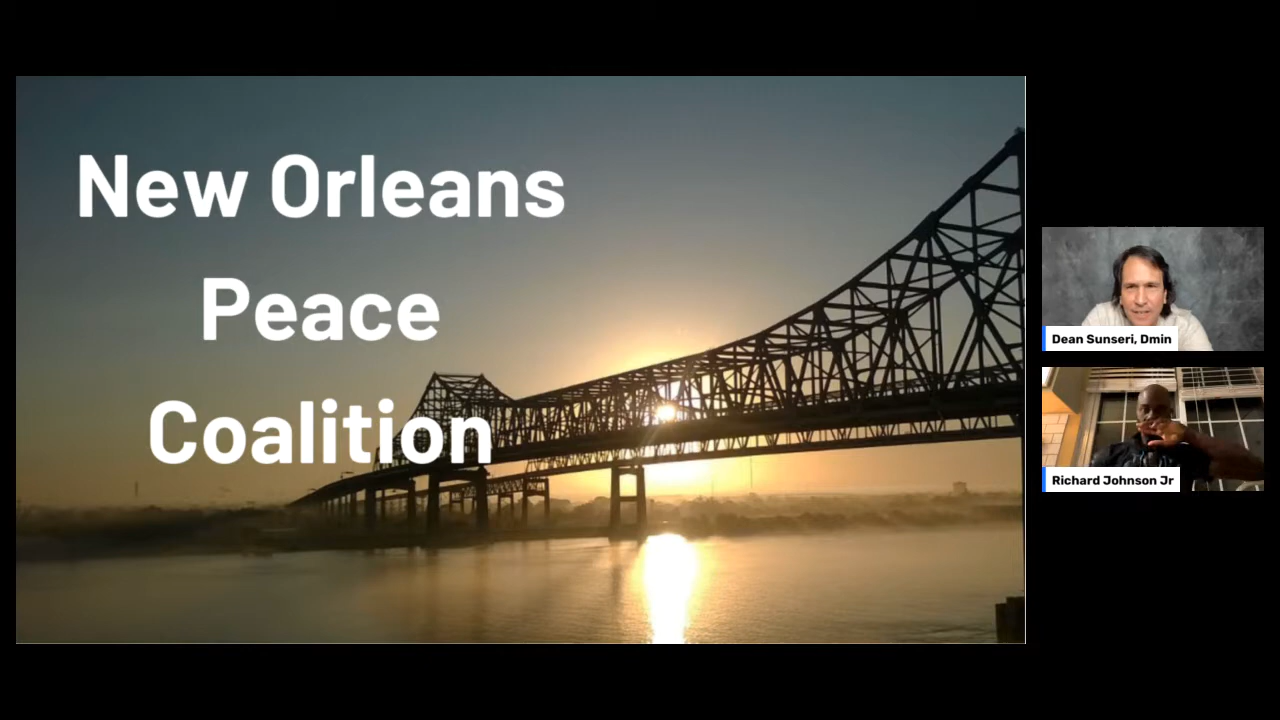 New Orleans
Peace
Coalition
Dean Sunseri, Dmin
Richard Johnson Jr